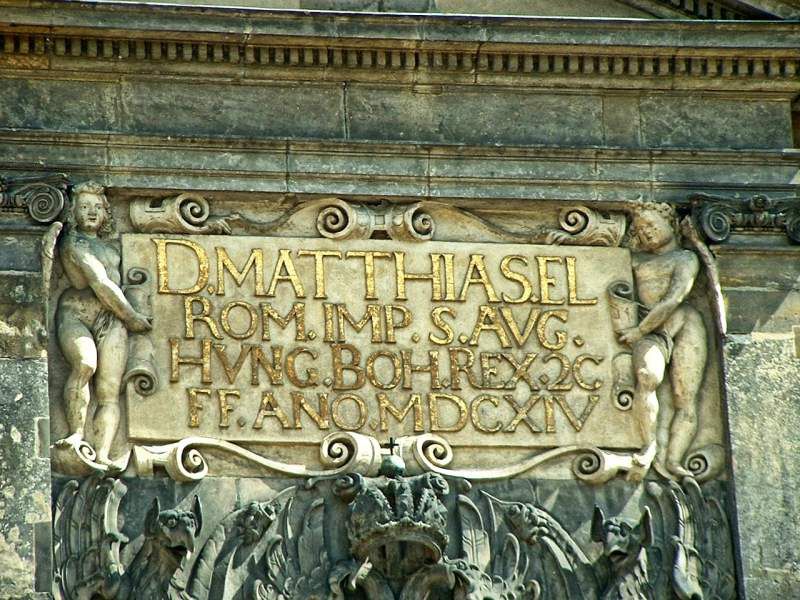 D.MATTHIAS.EL
ROM.IMP.S.AVG.
HVNG.BOH.REX.2C
FF.ANO.MDCXIV